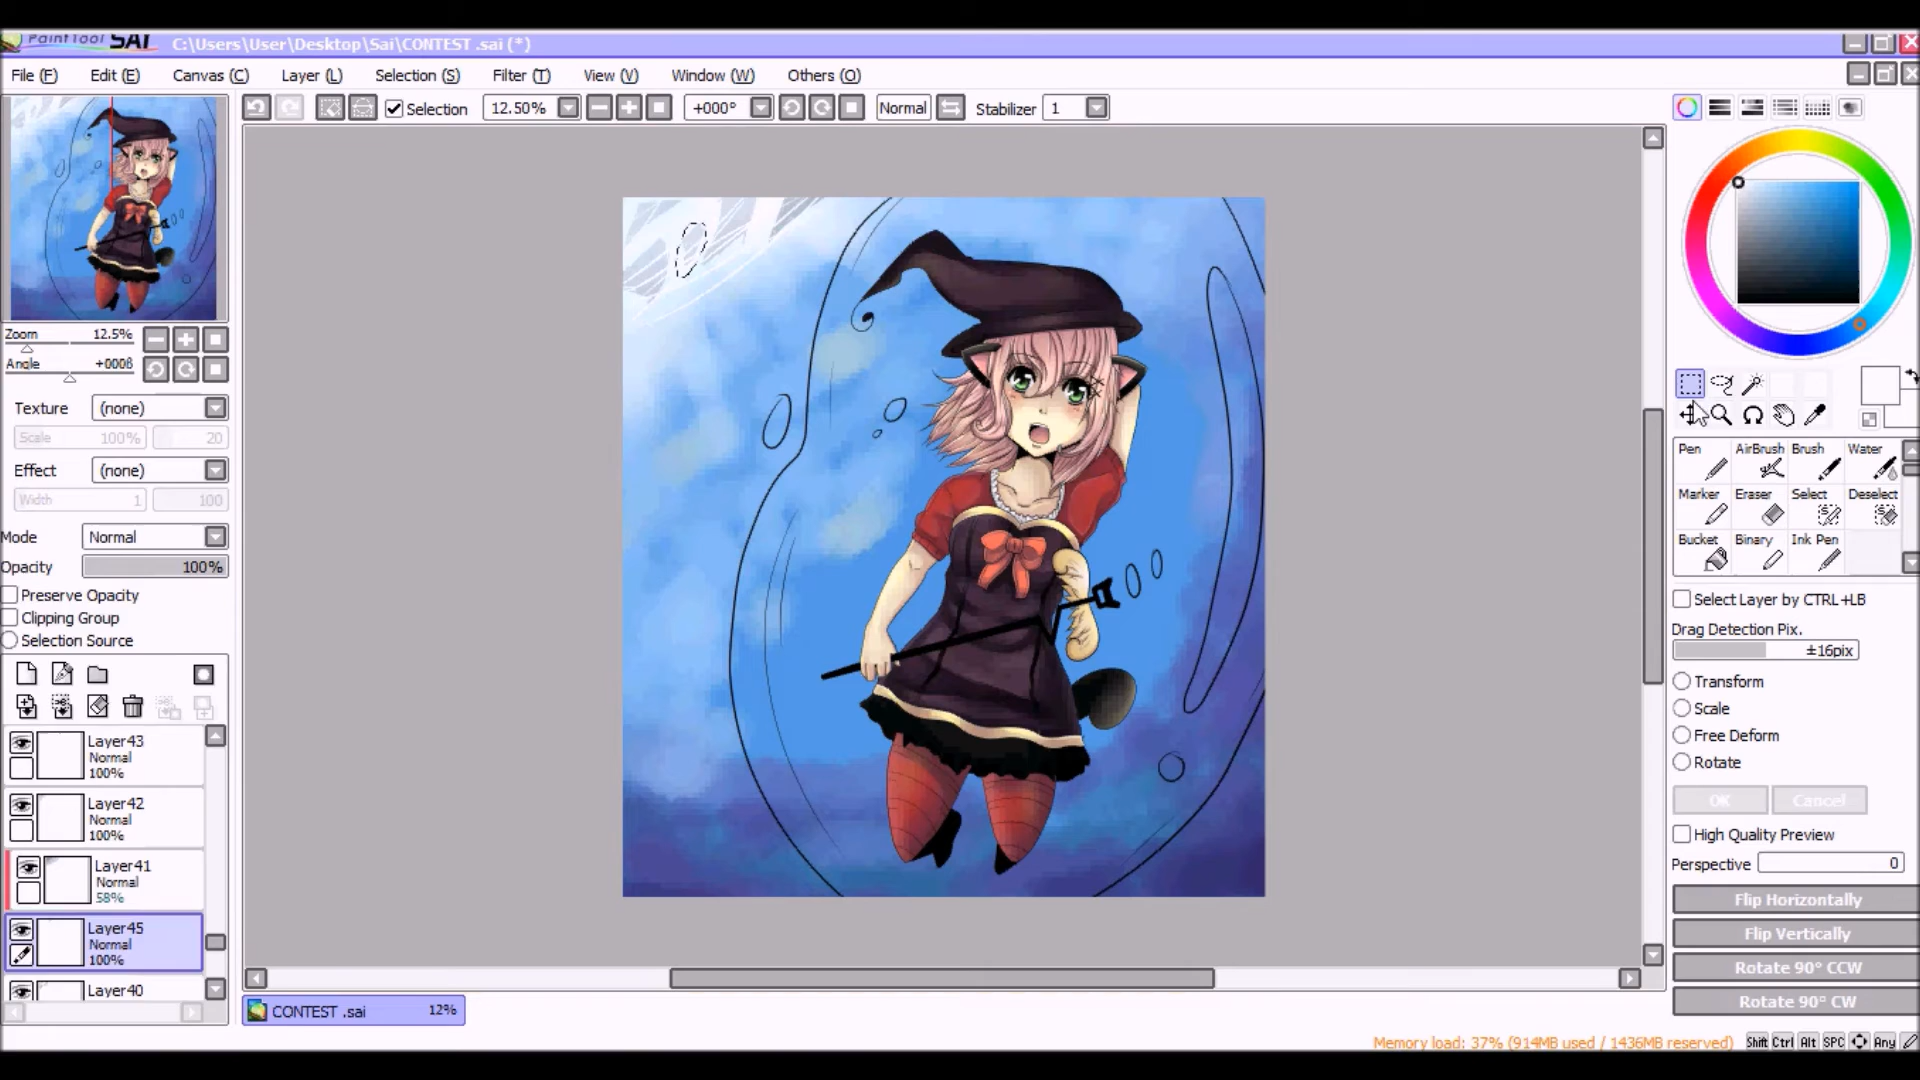 PaintTool SAI C:\Users\User\Desktop\Sai\CONTEST .sai (*)
File (F) Edit (E) Canvas (C) Layer (L) Selection (S) Filter (T) View (V) Window (W) Others (O)
Selection 12.50% +000° Normal Stabilizer 1
Zoom 12.5%
Angle +000ß
Texture (none)
Scale 100% 20
Effect (none)
Width 1 100
Mode Normal
Opacity 100%
Preserve Opacity
Clipping Group
Selection Source
Layer43
Normal
100%
Layer42
Normal
100%
Layer41
Normal
58%
Layer45
Normal
100%
Layer40
CONTEST .sai 12%
Pen AirBrush Brush Water
Marker Eraser Select Deselect
Bucket Binary Ink Pen
Select Layer by CTRL+LB
Drag Detection Pix.
±16pix
Transform
Scale
Free Deform
Rotate
OK Cancel
High Quality Preview
Perspective 0
Flip Horizontally
Flip Vertically
Rotate 90° CCW
Rotate 90° CW
Memory load: 37% (914MB used / 1436MB reserved) Shift Ctrl Alt SPC Any